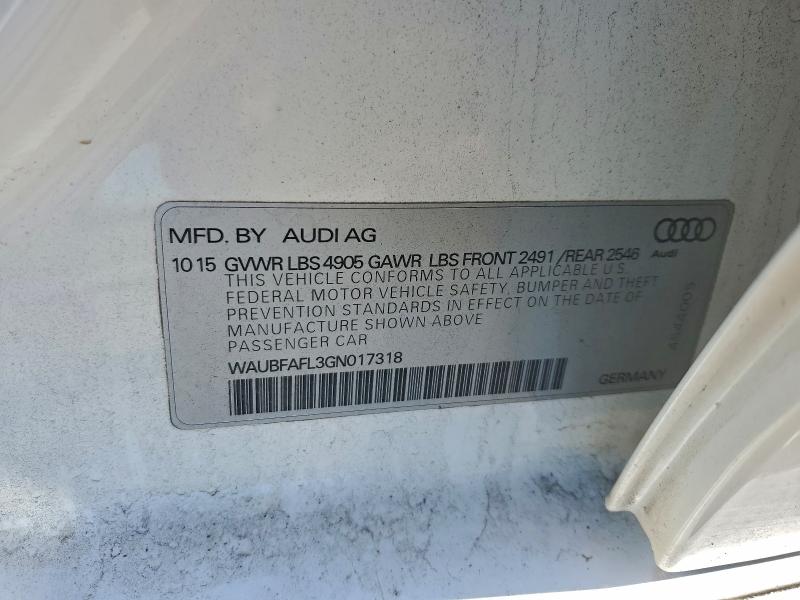 MFD. BY AUDI AG
10 15 GVWR LBS 4905 GAWR LBS FRONT 2491 /REAR 2546
Audi
THIS VEHICLE CONFORMS TO ALL APPLICABLE U.S.
FEDERAL MOTOR VEHICLE SAFETY, BUMPER AND THEFT
PREVENTION STANDARDS IN EFFECT ON THE DATE OF
MANUFACTURE SHOWN ABOVE
PASSENGER CAR
WAUBFAFL3GN017318
GERMANY